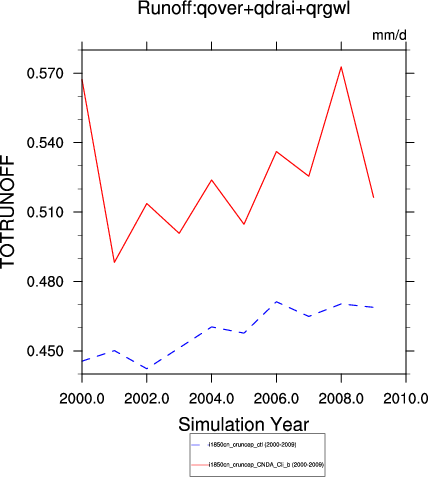 Runoff:qover+qdrai+qrgwl
mm/d
0.570
0.540
0.510
0.480
0.450
TOTRUNOFF
2000.0 2002.0 2004.0 2006.0 2008.0 2010.0
Simulation Year
i1850cn_cruncep_ctl (2000-2009)
i1850cn_cruncep_CNDA_Cli_b (2000-2009)